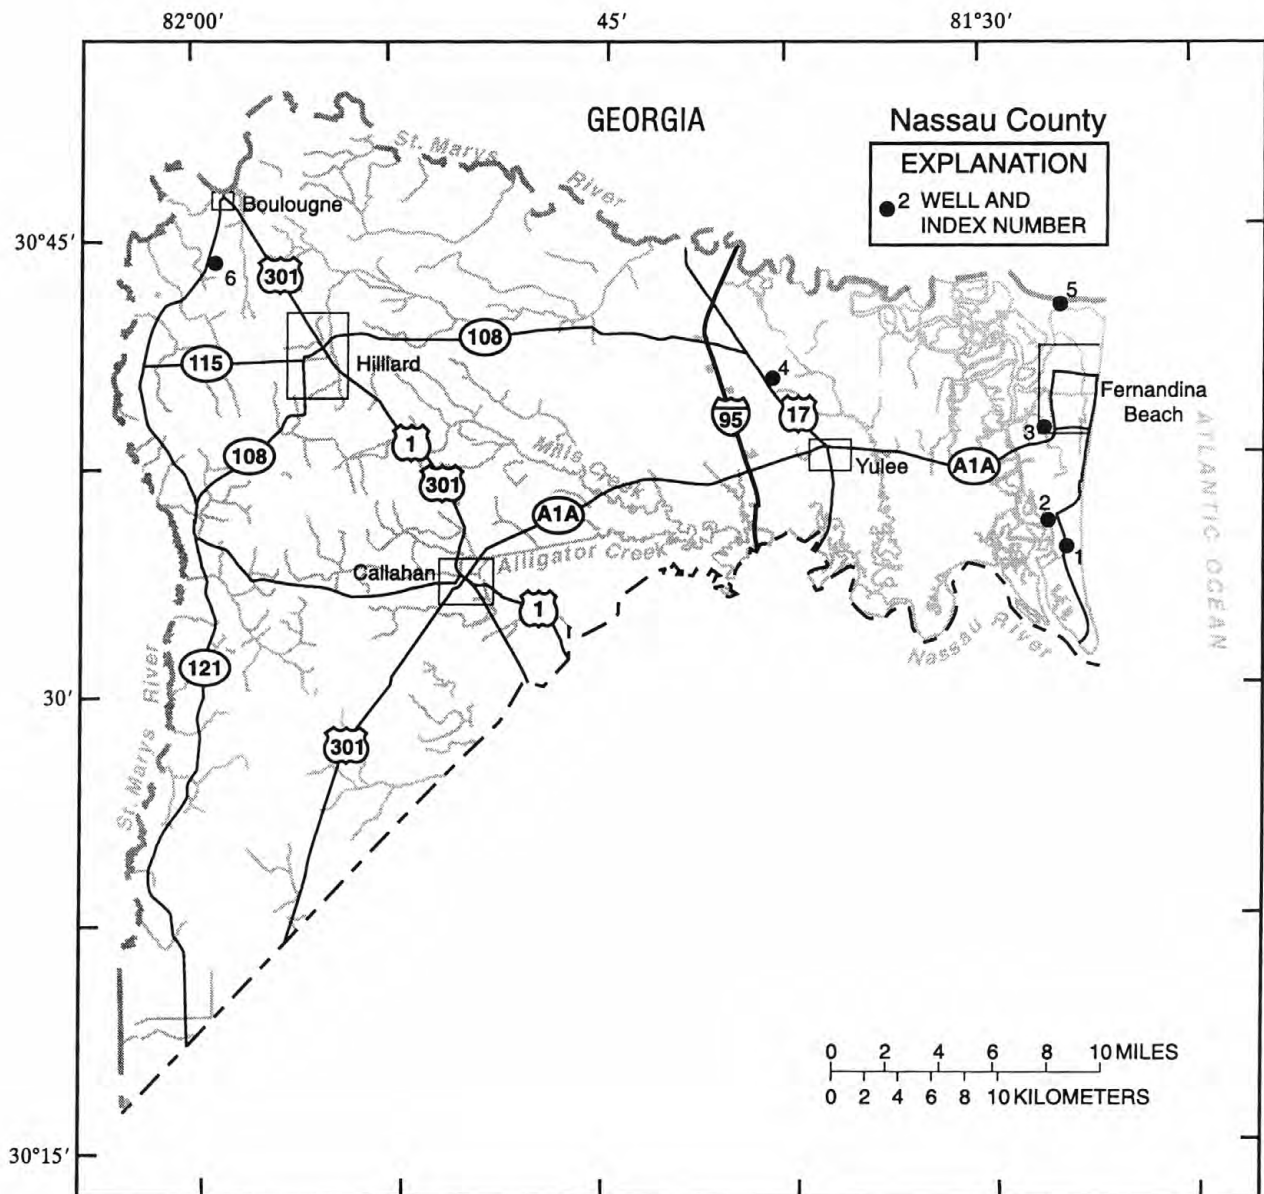 82°00′
45′
81°30′
GEORGIA
Nassau County
EXPLANATION
2 WELL AND
INDEX NUMBER
St. Marys
River
Boulougne
30°45′
6
301
5
108
115
Hilliard
4
Fernandina
Beach
95
17
3
1
108
Mills Creek
Yulee
A1A
301
A1A
2
ATLANTIC OCEAN
1
Alligator Creek
Callahan
1
Nassau River
121
30′
301
St. Marys River
0 2 4 6 8 10 MILES
0 2 4 6 8 10 KILOMETERS
30°15′